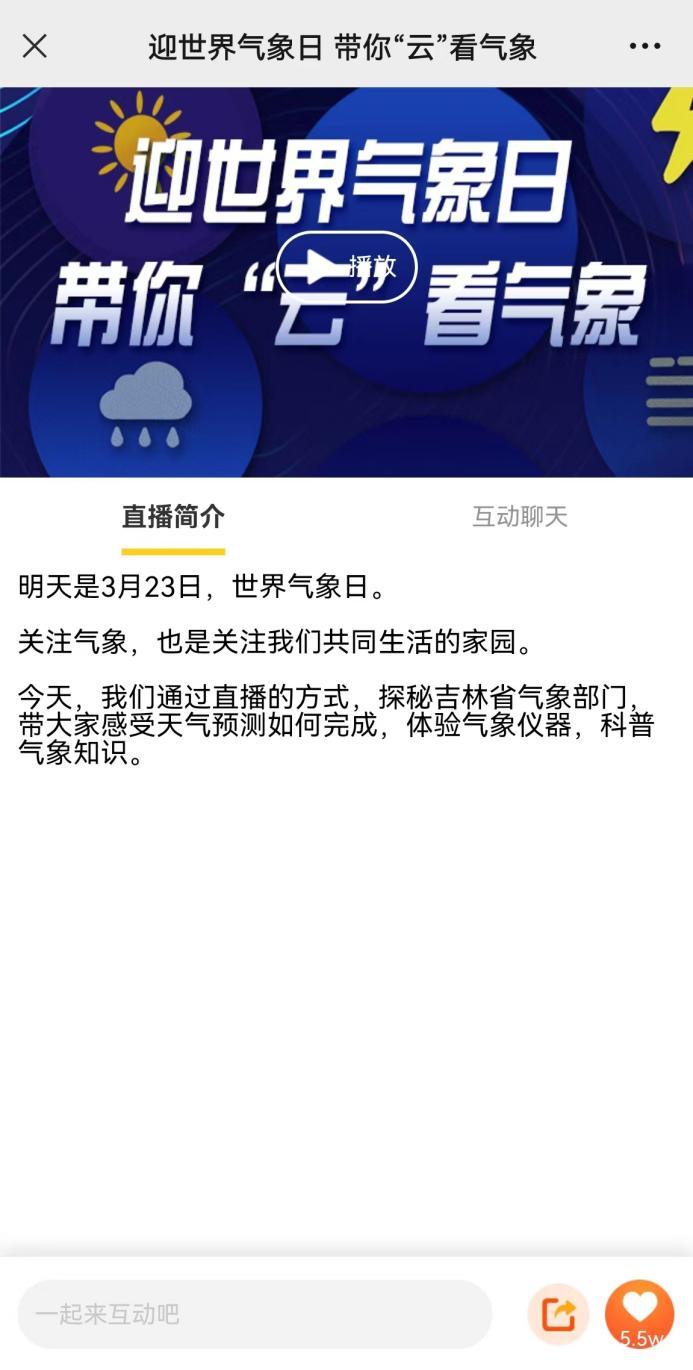 迎世界气象日 带你“云”看气象
迎世界气象日
带你“云”看气象
播放
直播简介
互动聊天
明天是3月23日，世界气象日。
关注气象，也是关注我们共同生活的家园。
今天，我们通过直播的方式，探秘吉林省气象部门，
带大家感受天气预测如何完成，体验气象仪器，科普
气象知识。
一起来互动吧
5.5w